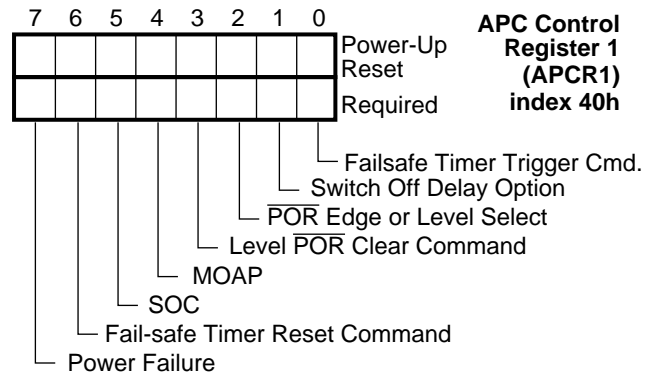 7 6 5 4 3 2 1 0
APC Control
Register 1
(APCR1)
index 40h
Power-Up
Reset
Required
Failsafe Timer Trigger Cmd.
Switch Off Delay Option
POR Edge or Level Select
Level POR Clear Command
MOAP
SOC
Fail-safe Timer Reset Command
Power Failure